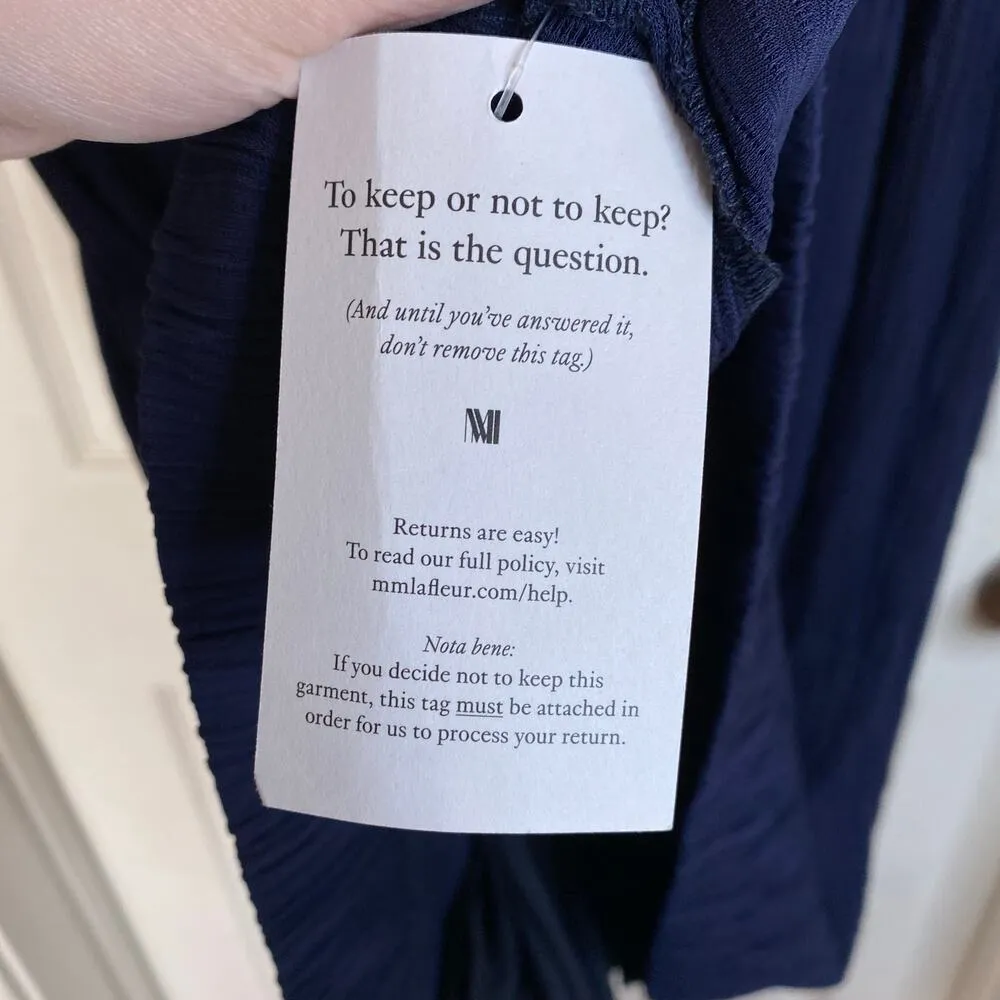 To keep or not to keep?
That is the question.
(And until you've answered it,
don't remove this tag.)
MM
Returns are easy!
To read our full policy, visit
mmlafleur.com/help.
Nota bene:
If you decide not to keep this
garment, this tag must be attached in
order for us to process your return.